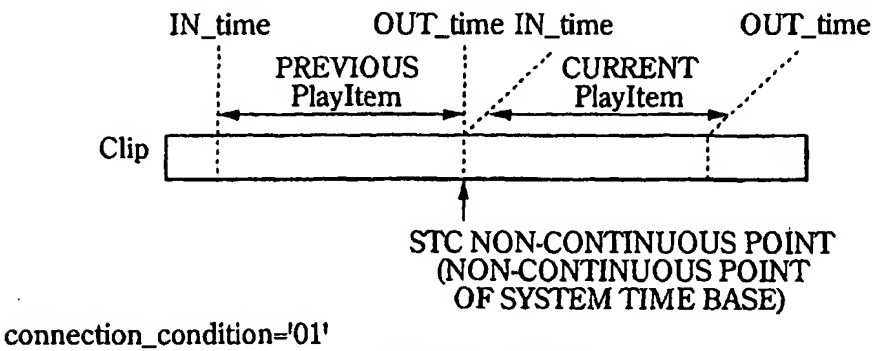 IN_time OUT_time IN_time OUT_time
PREVIOUS PlayItem
CURRENT PlayItem
Clip
STC NON-CONTINUOUS POINT
(NON-CONTINUOUS POINT
OF SYSTEM TIME BASE)
connection_condition='01'